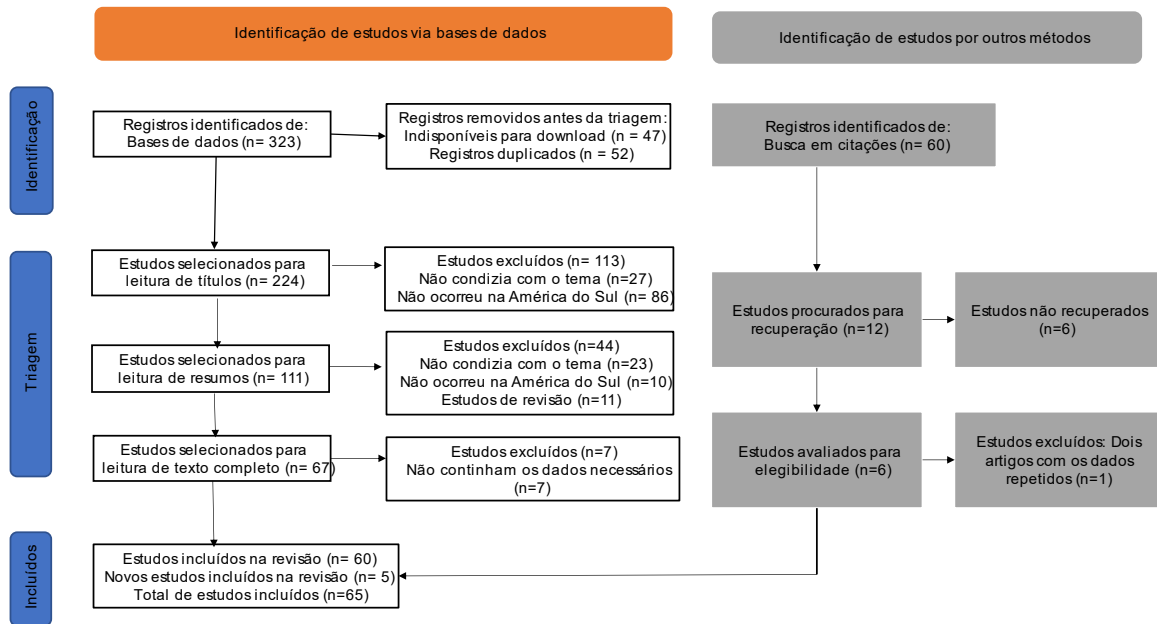 Identificação de estudos via bases de dados
Identificação de estudos por outros métodos
Identificação
Registros identificados de:
Bases de dados (n= 323)
Registros removidos antes da triagem:
Indisponíveis para download (n = 47)
Registros duplicados (n = 52)
Registros identificados de:
Busca em citações (n= 60)
Triagem
Estudos selecionados para
leitura de títulos (n= 224)
Estudos excluídos (n= 113)
Não condizia com o tema (n=27)
Não ocorreu na América do Sul (n= 86)
Estudos procurados para
recuperação (n=12)
Estudos não recuperados
(n=6)
Estudos selecionados para
leitura de resumos (n= 111)
Estudos excluídos (n=44)
Não condizia com o tema (n=23)
Não ocorreu na América do Sul (n=10)
Estudos de revisão (n=11)
Estudos selecionados para
leitura de texto completo (n= 67)
Estudos excluídos (n=7)
Não continham os dados necessários
(n=7)
Estudos avaliados para
elegibilidade (n=6)
Estudos excluídos: Dois
artigos com os dados
repetidos (n=1)
Incluídos
Estudos incluídos na revisão (n= 60)
Novos estudos incluídos na revisão (n= 5)
Total de estudos incluídos (n=65)